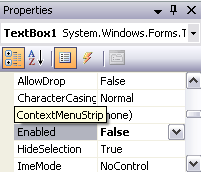 Properties
TextBox1 System.Windows.Forms.T
AllowDrop False
CharacterCasing Normal
ContextMenuStrip none)
Enabled False
HideSelection True
ImeMode NoControl